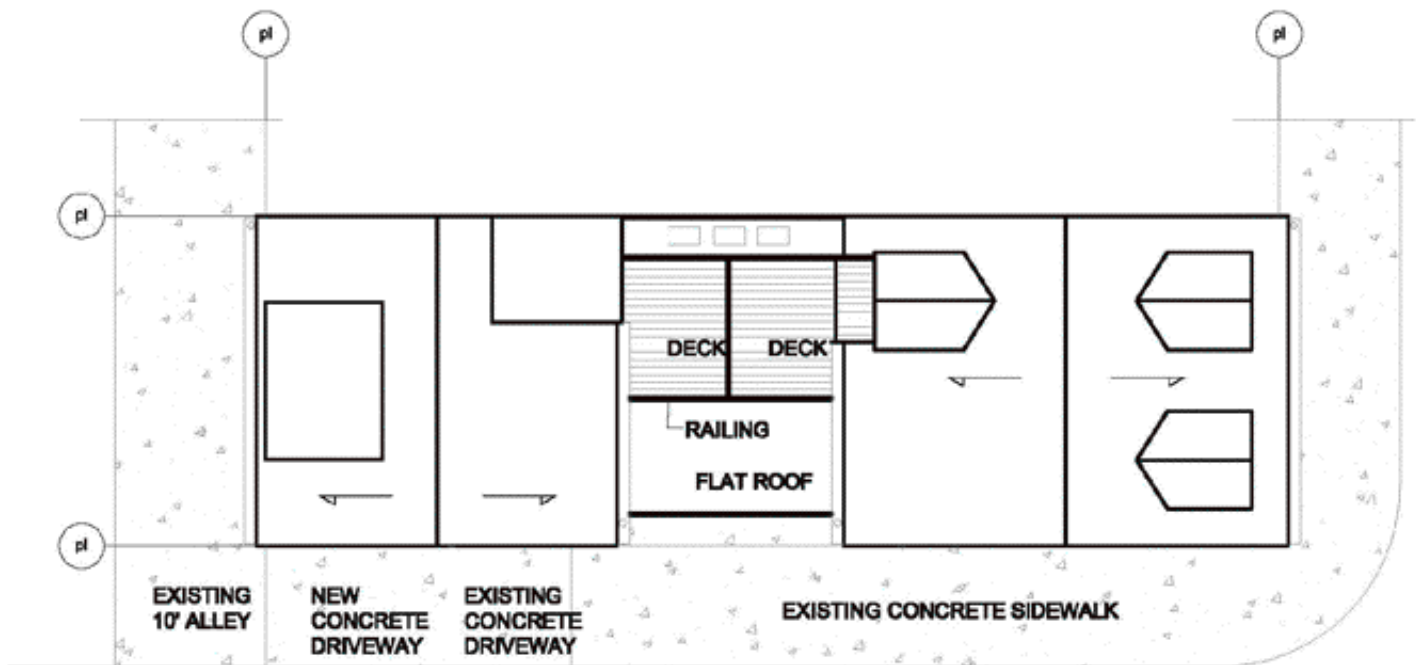 pl
pl
pl
DECK
DECK
RAILING
FLAT ROOF
pl
EXISTING
10' ALLEY
NEW
CONCRETE
DRIVEWAY
EXISTING
CONCRETE
DRIVEWAY
EXISTING CONCRETE SIDEWALK